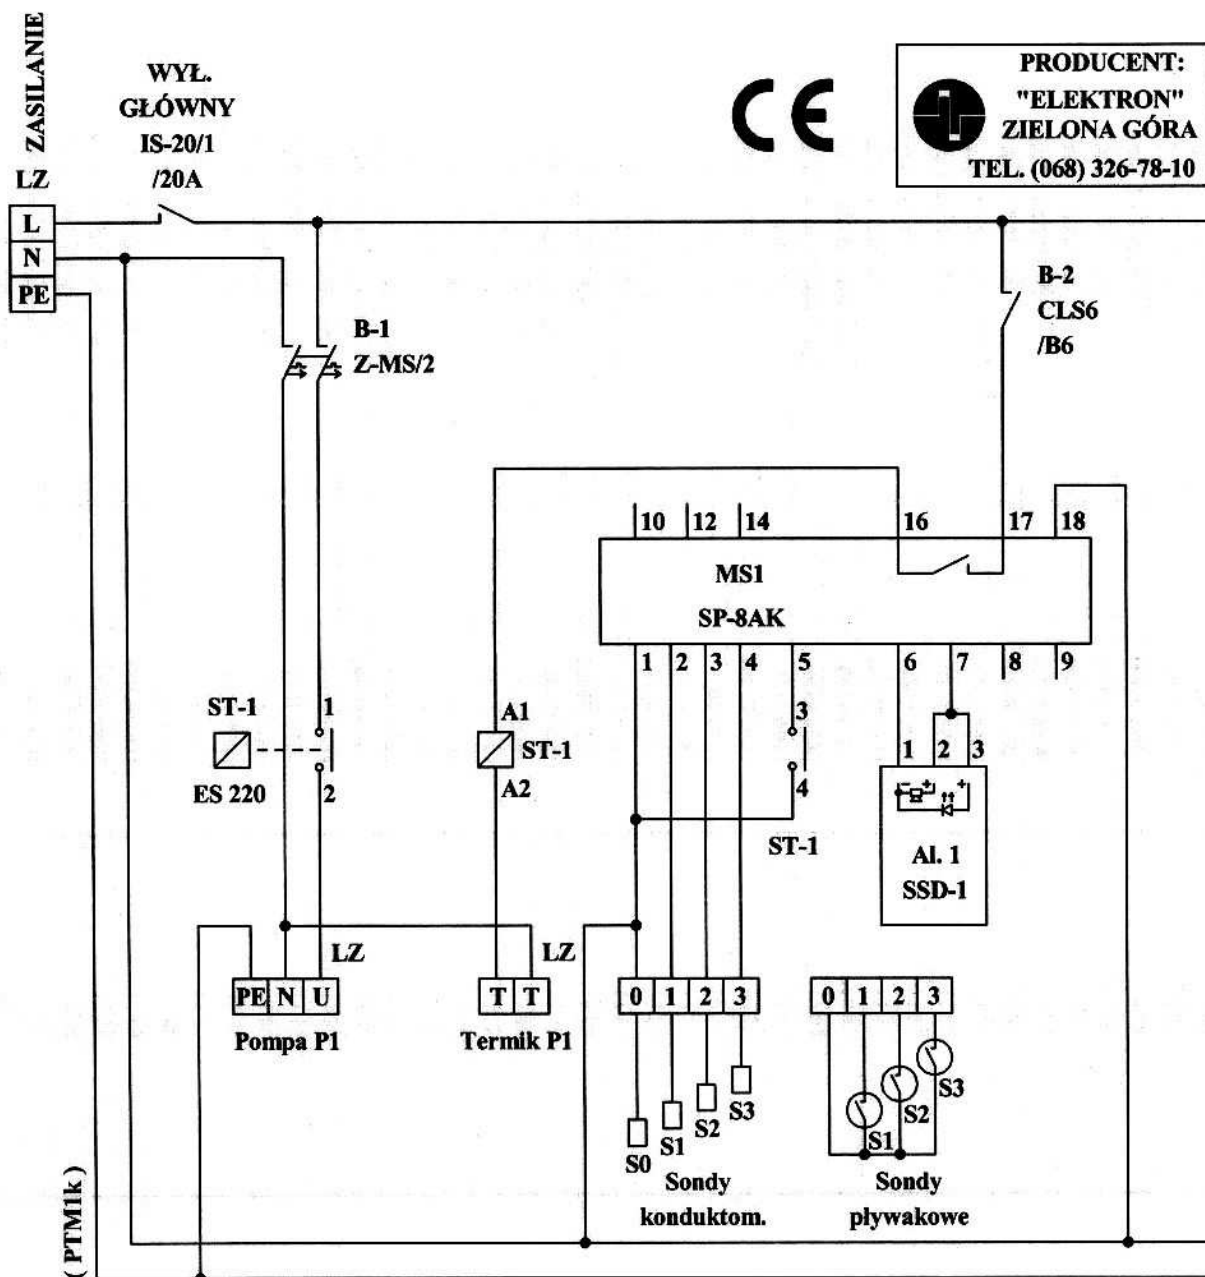 ZASILANIE
WYŁ.
GŁÓWNY
IS-20/1
/20A
CE
PRODUCENT:
"ELEKTRON"
ZIELONA GÓRA
TEL. (068) 326-78-10
LZ
L
N
PE
B-1
Z-MS/2
B-2
CLS6
/B6
10 12 14 16 17 18
MS1
SP-8AK
1 2 3 4 5 6 7 8 9
ST-1
ES 220
1
2
A1
ST-1
A2
3
4
ST-1
1 2 3
- + +
Al. 1
SSD-1
LZ
PE N U
Pompa P1
LZ
T T
Termik P1
0 1 2 3
S0 S1 S2 S3
Sondy
konduktom.
0 1 2 3
S1 S2 S3
Sondy
pływakowe
( PTM1k )